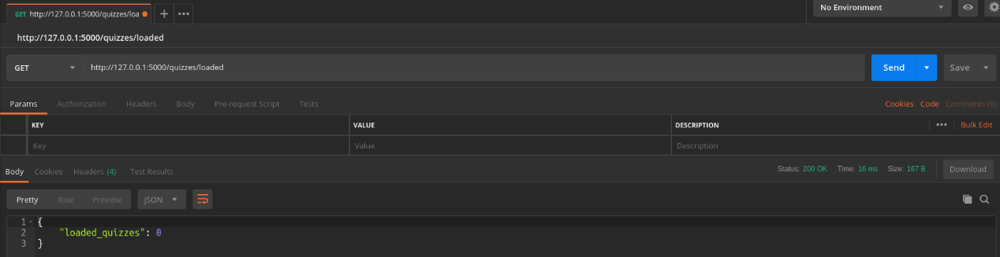 GET http://127.0.0.1:5000/quizzes/loa
No Environment
http://127.0.0.1:5000/quizzes/loaded
GET http://127.0.0.1:5000/quizzes/loaded Send Save
Params Authorization Headers Body Pre-request Script Tests Cookies Code Comments (0)
KEY VALUE DESCRIPTION Bulk Edit
Key Value Description
Body Cookies Headers (4) Test Results Status: 200 OK Time: 16 ms Size: 167 B Download
Pretty Raw Preview JSON
1 {
2 "loaded_quizzes": 0
3 }